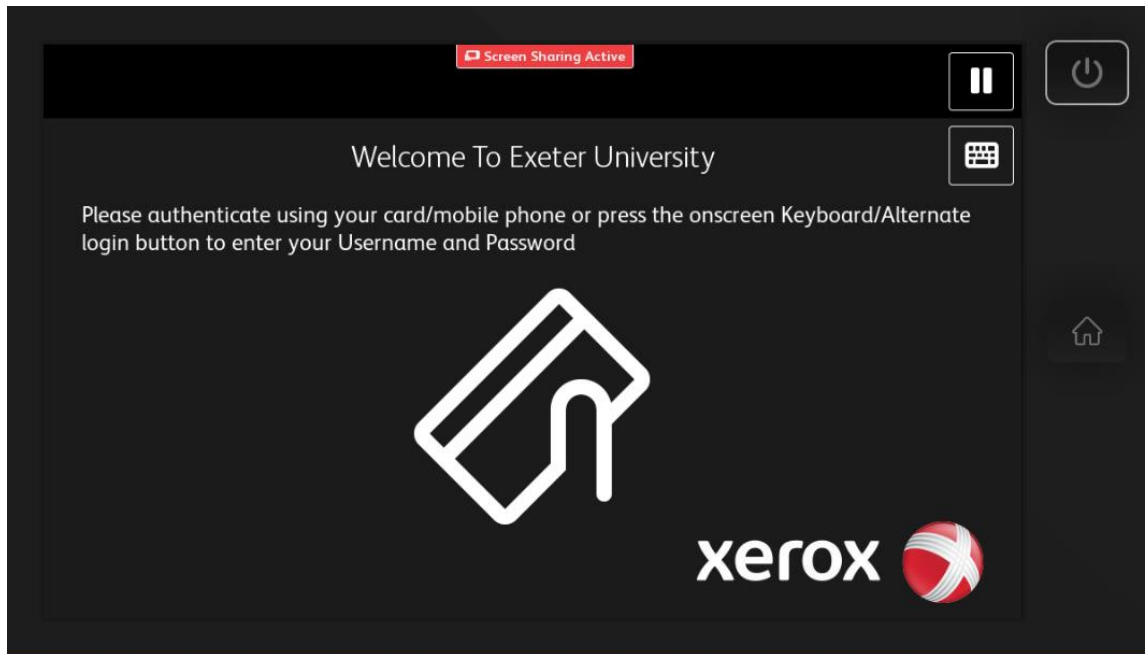 Screen Sharing Active
Welcome To Exeter University
Please authenticate using your card/mobile phone or press the onscreen Keyboard/Alternate
login button to enter your Username and Password
xerox